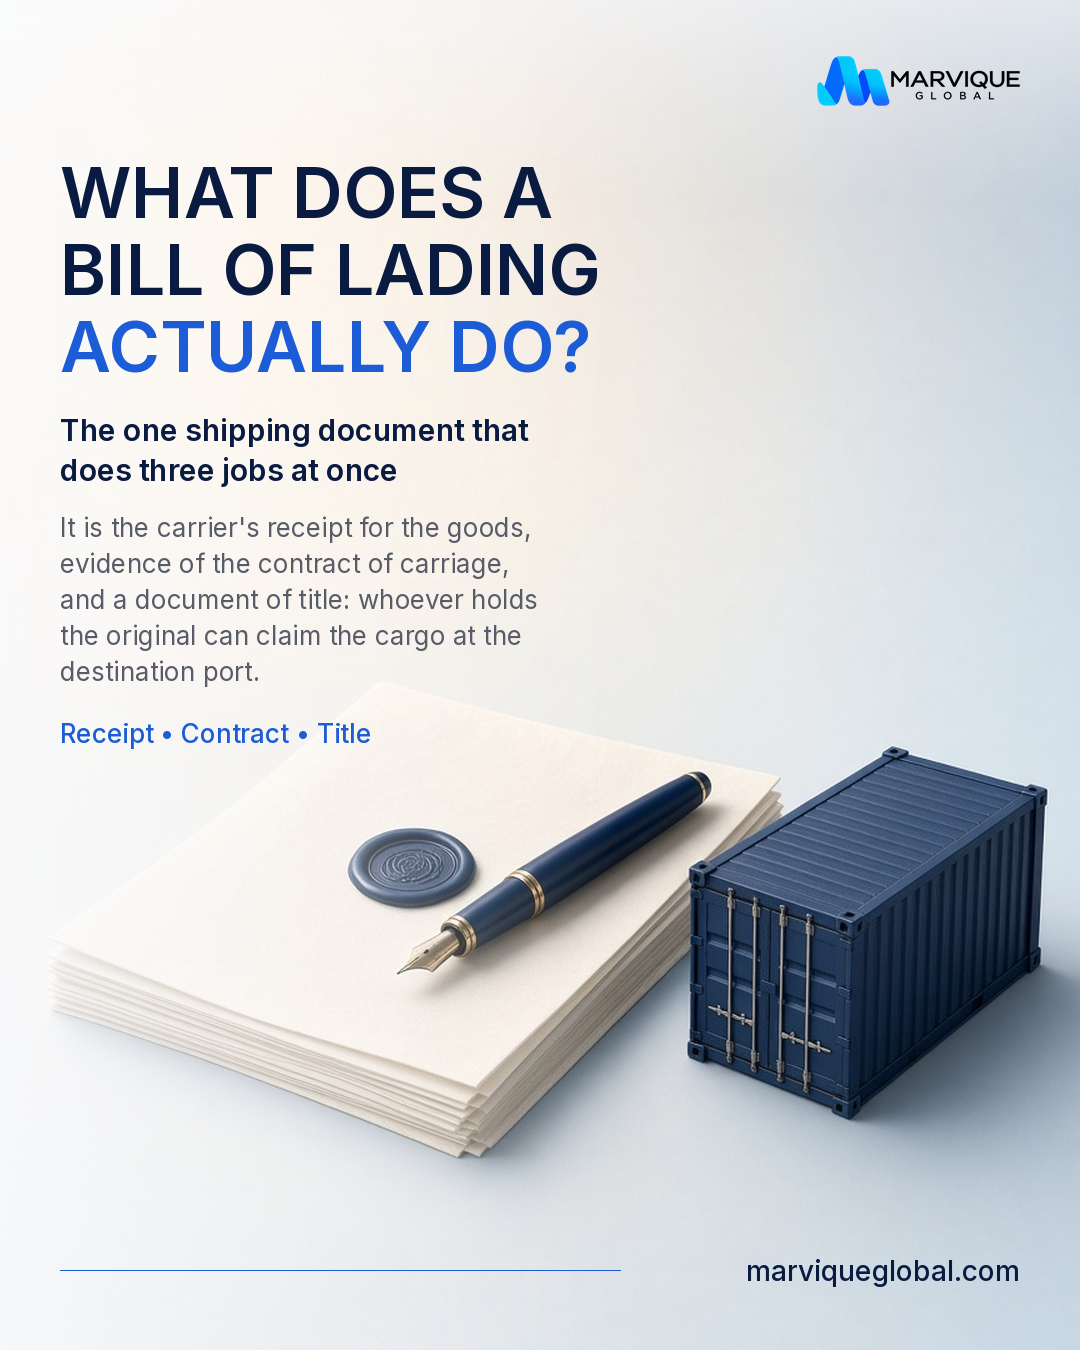 MARVIQUE
GLOBAL
WHAT DOES A
BILL OF LADING
ACTUALLY DO?
The one shipping document that
does three jobs at once
It is the carrier's receipt for the goods,
evidence of the contract of carriage,
and a document of title: whoever holds
the original can claim the cargo at the
destination port.
Receipt • Contract • Title
marviqueglobal.com